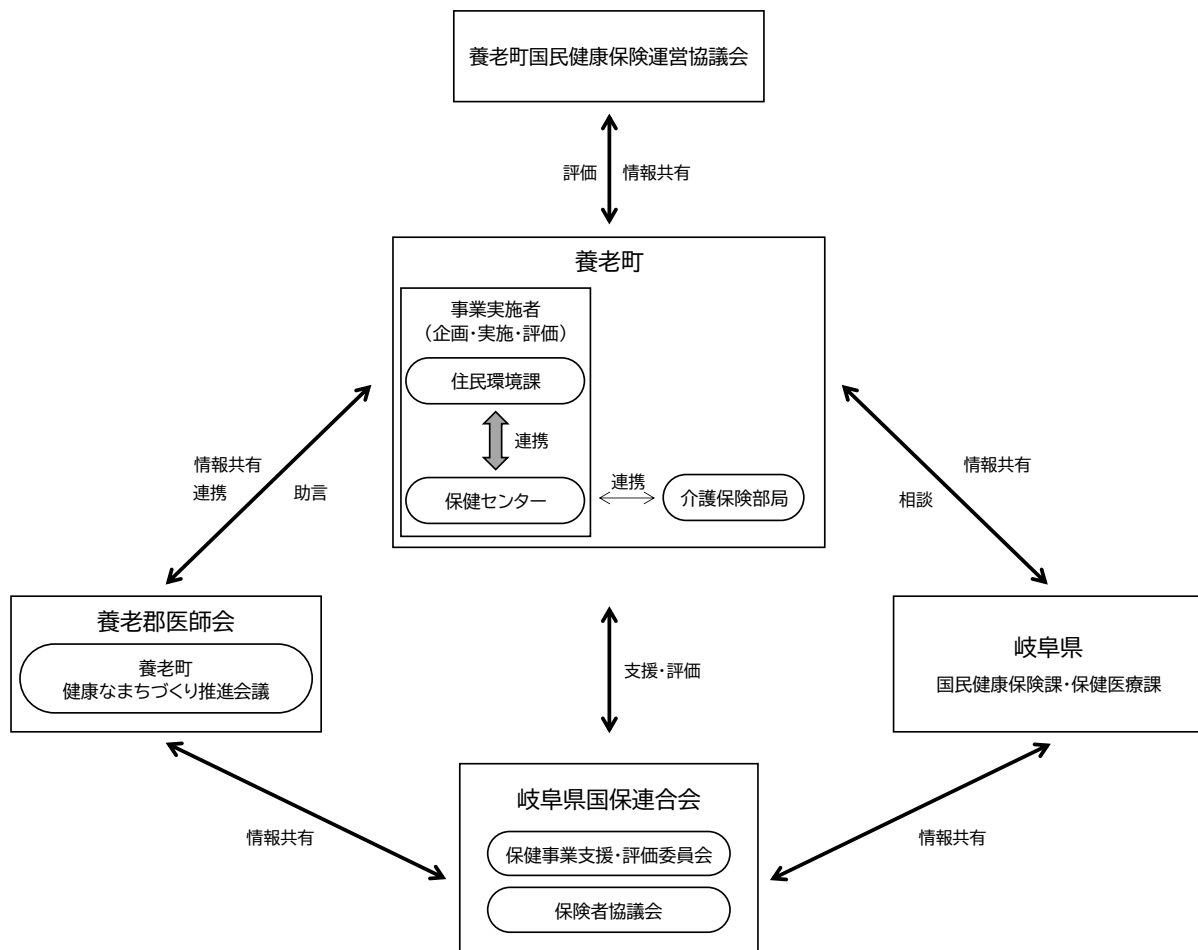 養老町国民健康保険運営協議会
評価
情報共有
養老町
事業実施者
（企画・実施・評価）
住民環境課
連携
保健センター
連携
介護保険部局
情報共有
連携
助言
情報共有
相談
養老郡医師会
養老町
健康なまちづくり推進会議
支援・評価
岐阜県
国民健康保険課・保健医療課
岐阜県国保連合会
保健事業支援・評価委員会
保険者協議会
情報共有
情報共有